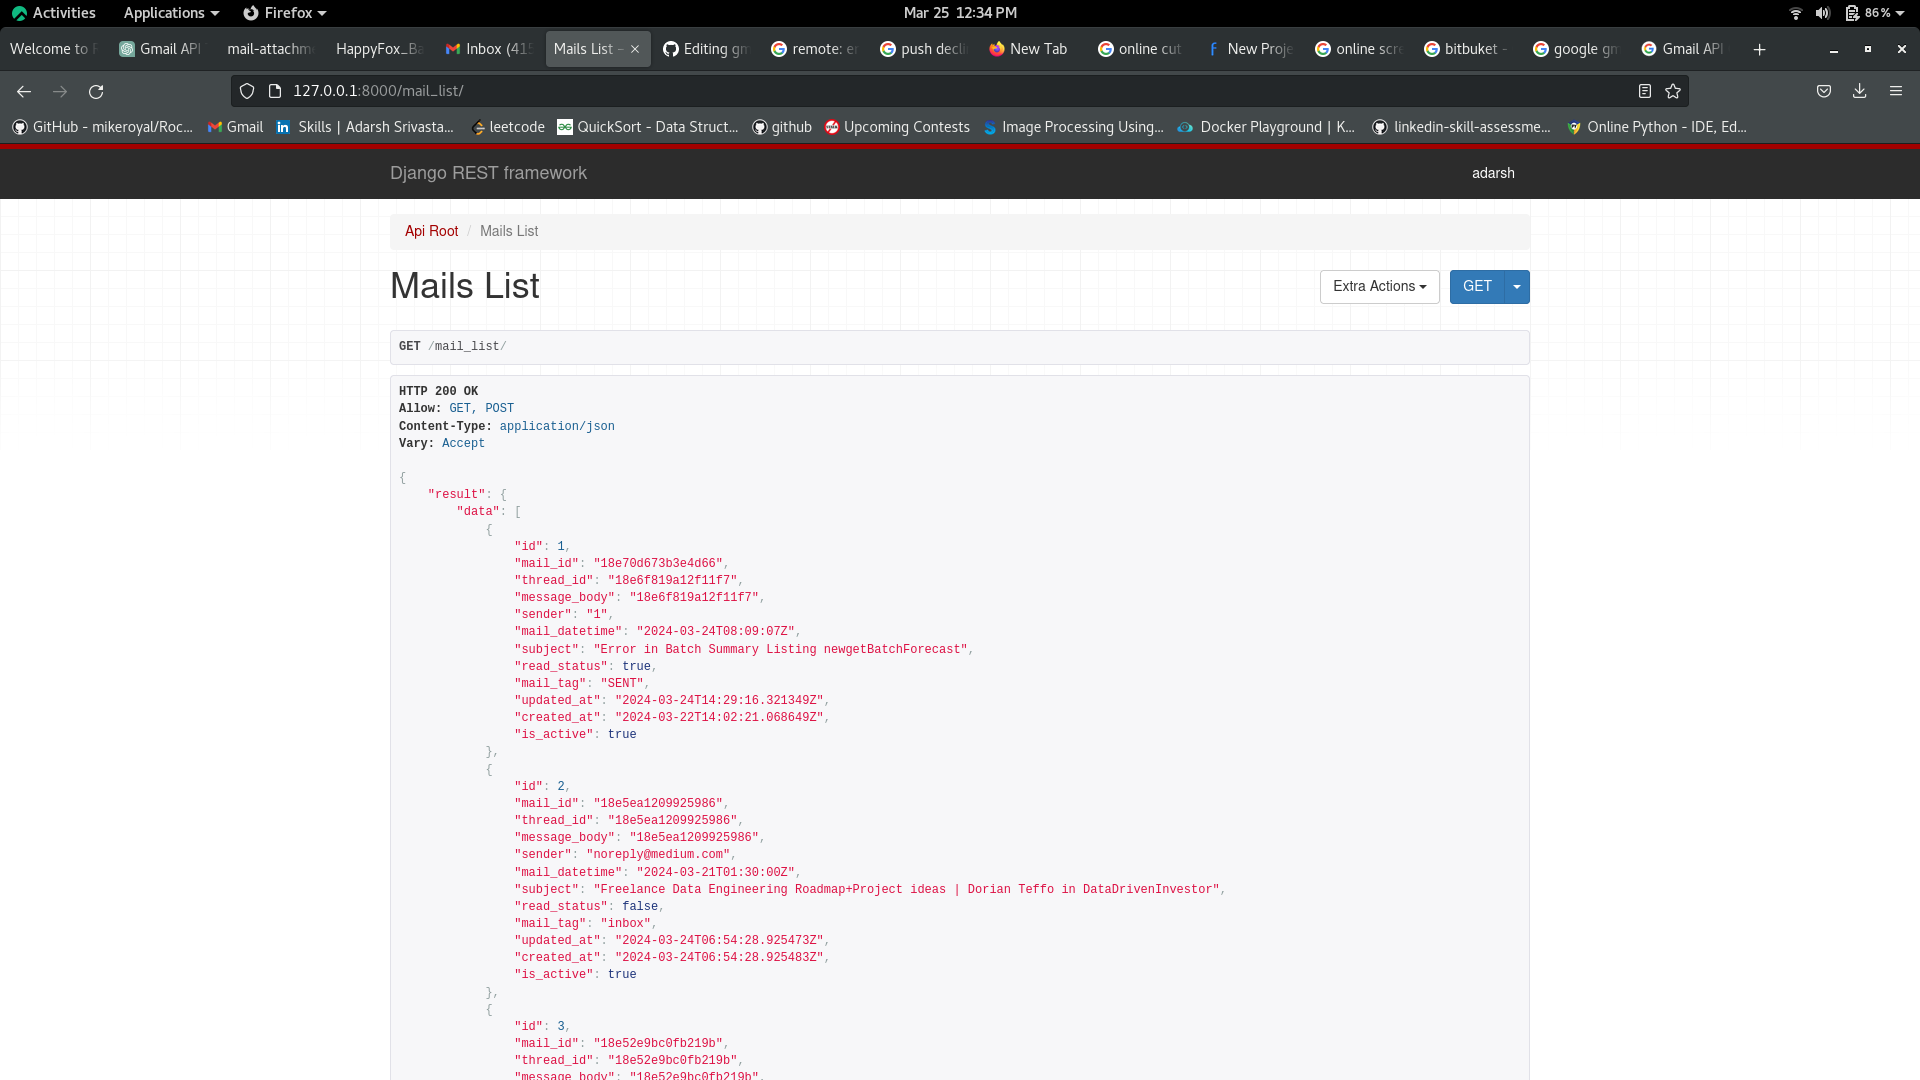 Activities Applications Firefox Mar 25 12:34 PM 86%
Welcome to Gmail API mail-attachm HappyFox_Ba Inbox (415 Mails List – Editing gm remote: er push decli New Tab online cut New Proje online scre bitbuket - google gm Gmail API
127.0.0.1:8000/mail_list/
GitHub - mikeroyal/Roc... Gmail Skills | Adarsh Srivasta... leetcode QuickSort - Data Struct... github Upcoming Contests Image Processing Using... Docker Playground | K... linkedin-skill-assessme... Online Python - IDE, Ed...
Django REST framework adarsh
Api Root / Mails List
Mails List Extra Actions GET
GET /mail_list/
HTTP 200 OK
Allow: GET, POST
Content-Type: application/json
Vary: Accept
{
"result": {
"data": [
{
"id": 1,
"mail_id": "18e70d673b3e4d66",
"thread_id": "18e6f819a12f11f7",
"message_body": "18e6f819a12f11f7",
"sender": "1",
"mail_datetime": "2024-03-24T08:09:07Z",
"subject": "Error in Batch Summary Listing newgetBatchForecast",
"read_status": true,
"mail_tag": "SENT",
"updated_at": "2024-03-24T14:29:16.321349Z",
"created_at": "2024-03-22T14:02:21.068649Z",
"is_active": true
},
{
"id": 2,
"mail_id": "18e5ea1209925986",
"thread_id": "18e5ea1209925986",
"message_body": "18e5ea1209925986",
"sender": "noreply@medium.com",
"mail_datetime": "2024-03-21T01:30:00Z",
"subject": "Freelance Data Engineering Roadmap+Project ideas | Dorian Teffo in DataDrivenInvestor",
"read_status": false,
"mail_tag": "inbox",
"updated_at": "2024-03-24T06:54:28.925473Z",
"created_at": "2024-03-24T06:54:28.925483Z",
"is_active": true
},
{
"id": 3,
"mail_id": "18e52e9bc0fb219b",
"thread_id": "18e52e9bc0fb219b",
"message_body": "18e52e9bc0fb219b",